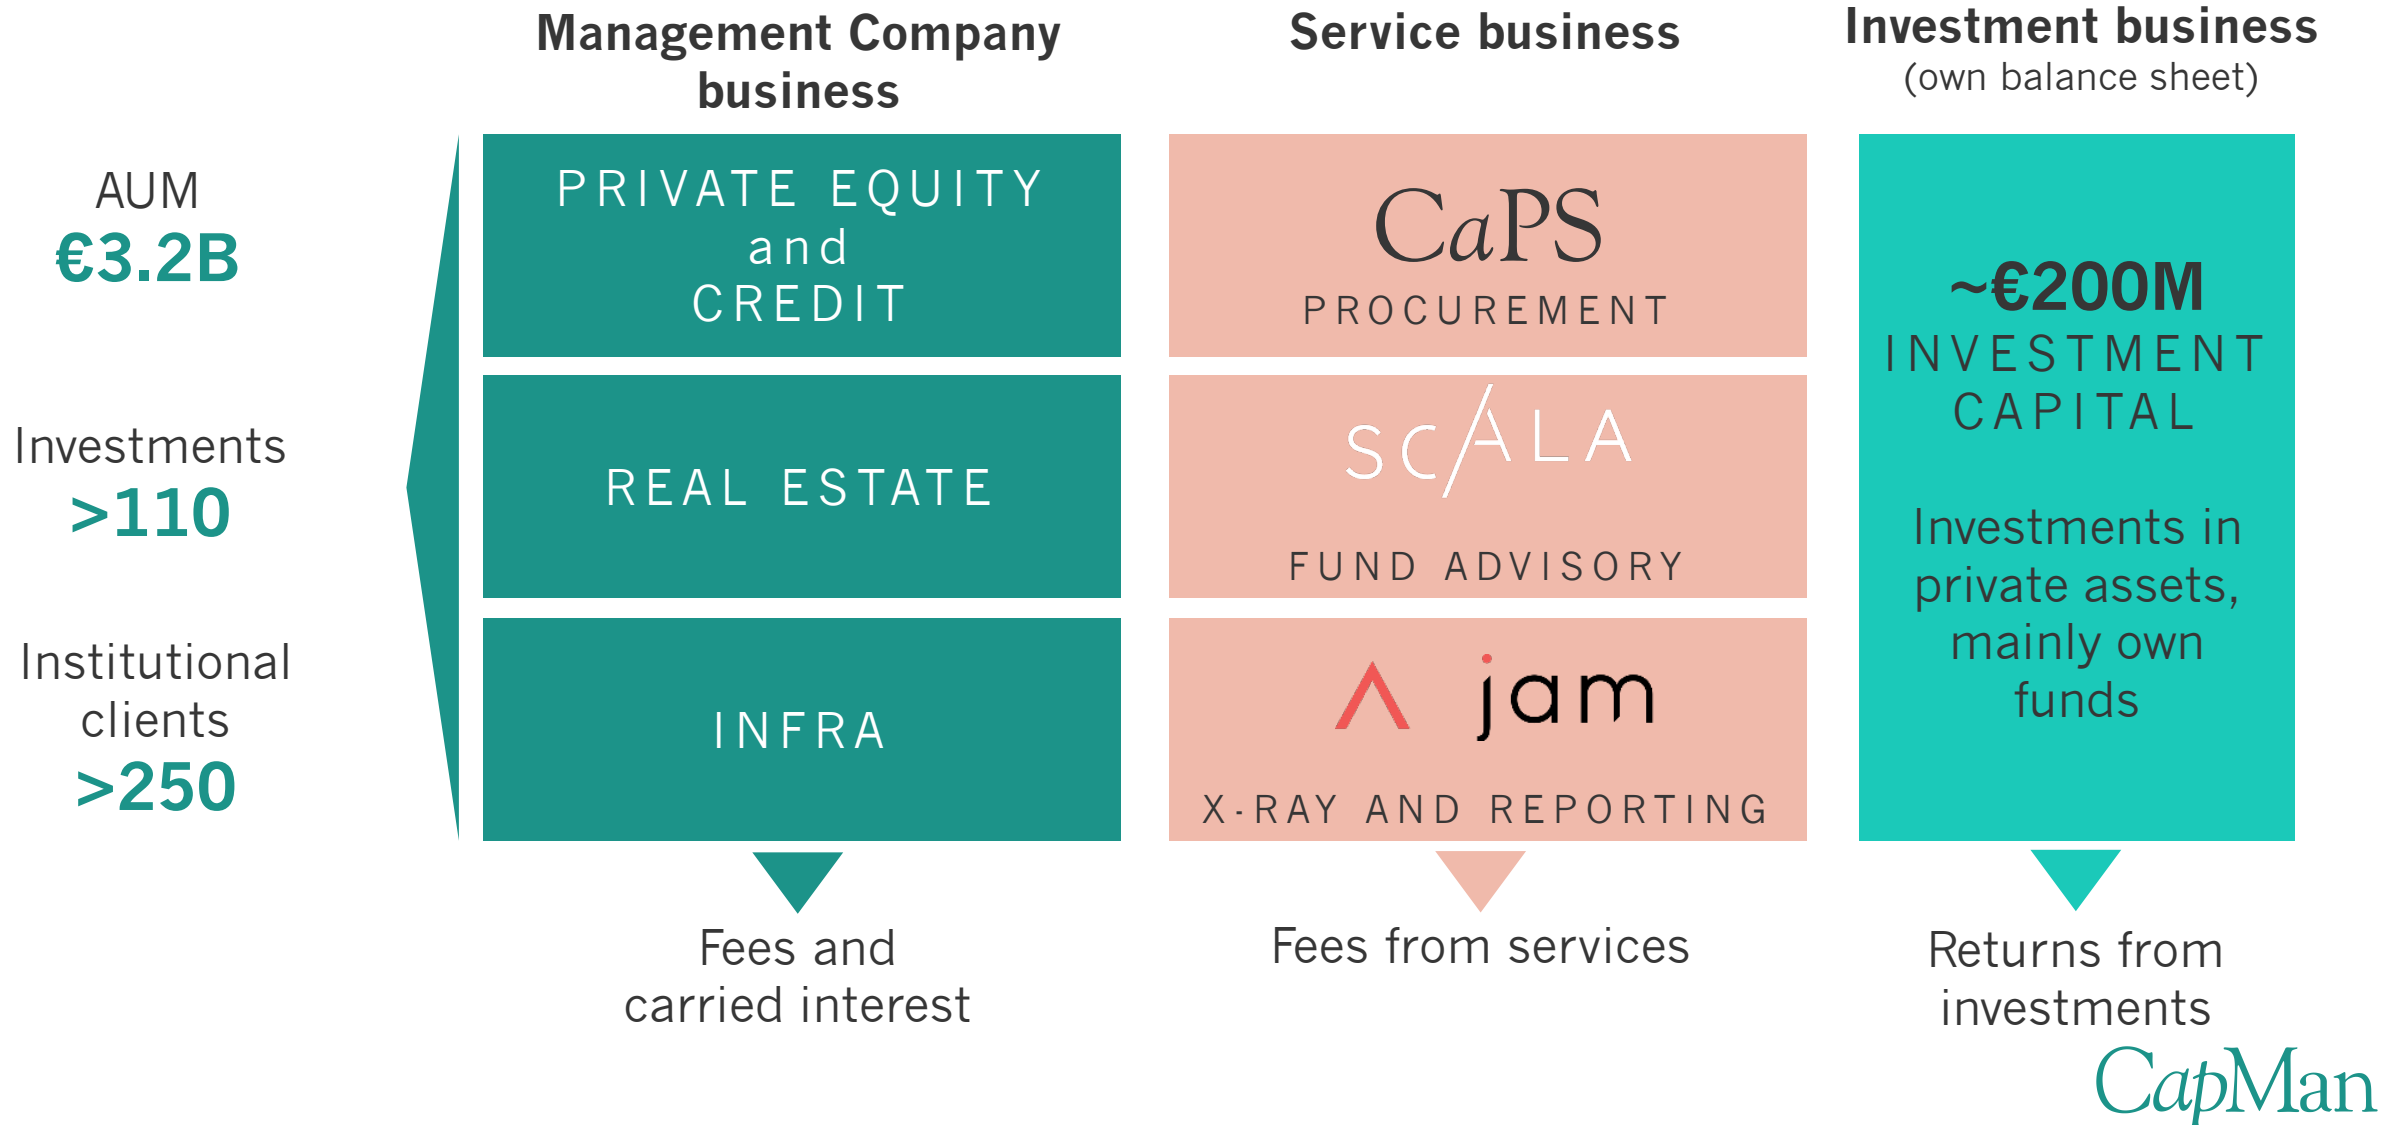 Management Company
business
Service business
Investment business
(own balance sheet)
AUM
€3.2B
Investments
>110
Institutional
clients
>250
PRIVATE EQUITY
and
CREDIT
REAL ESTATE
INFRA
Fees and
carried interest
CaPS
PROCUREMENT
SCALA
FUND ADVISORY
jam
X-RAY AND REPORTING
Fees from services
~€200M
INVESTMENT
CAPITAL
Investments in
private assets,
mainly own
funds
Returns from
investments
CapMan